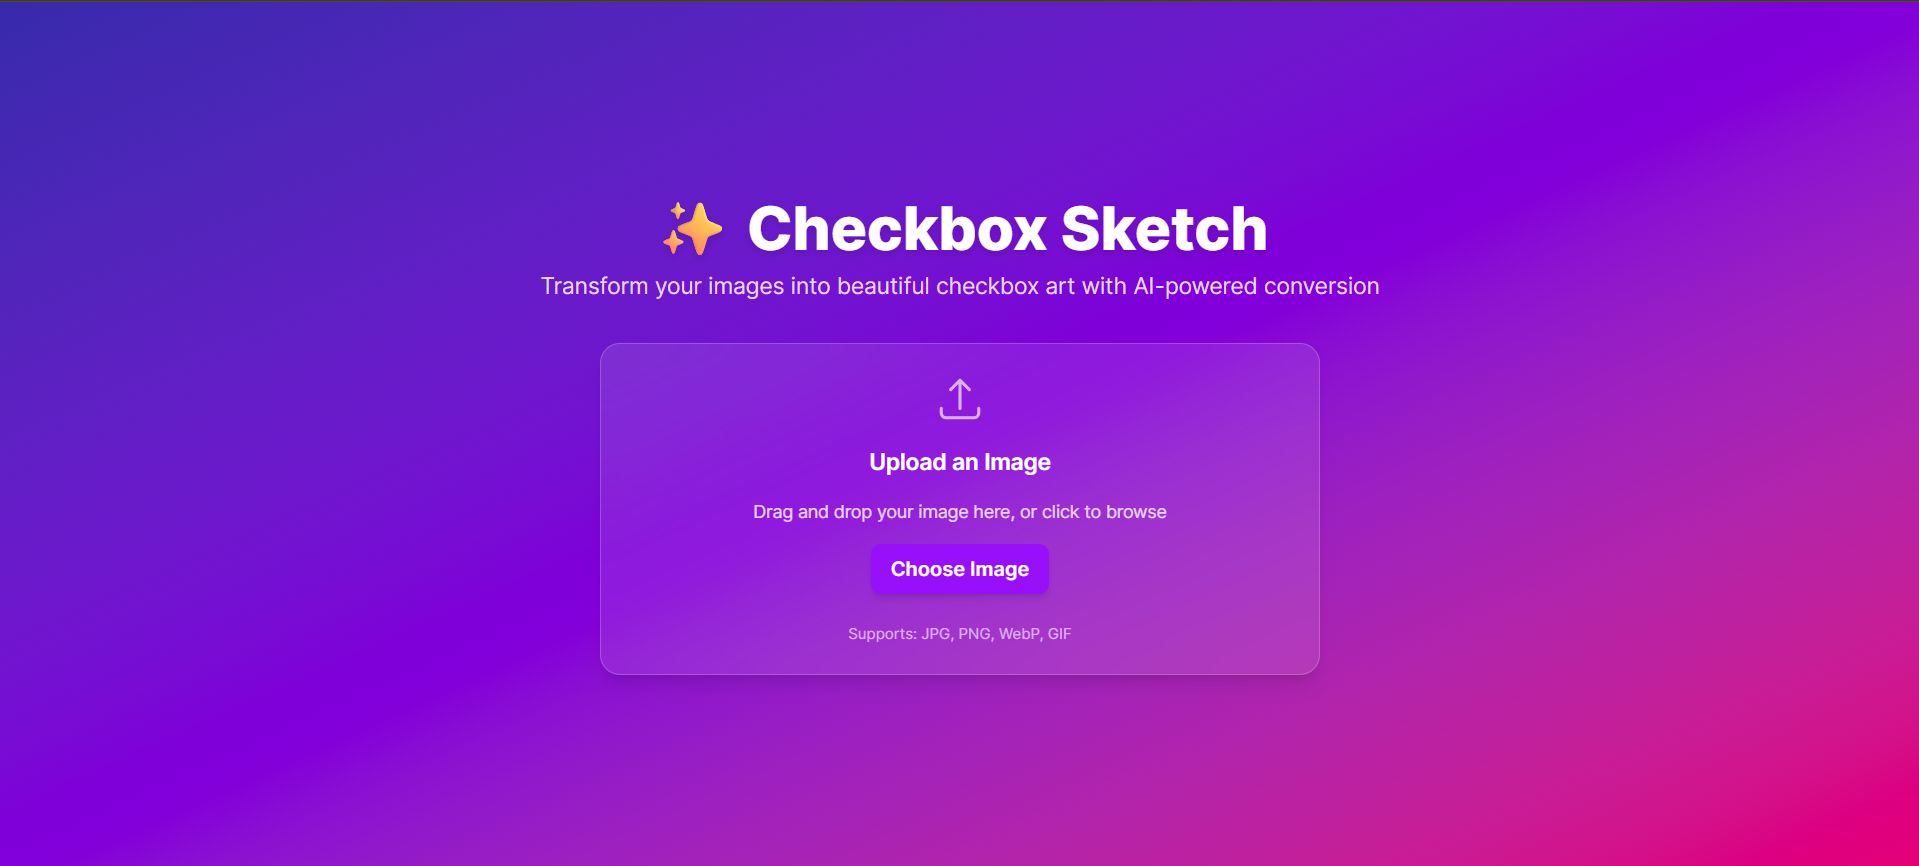 ✨ Checkbox Sketch
Transform your images into beautiful checkbox art with AI-powered conversion
Upload an Image
Drag and drop your image here, or click to browse
Choose Image
Supports: JPG, PNG, WebP, GIF